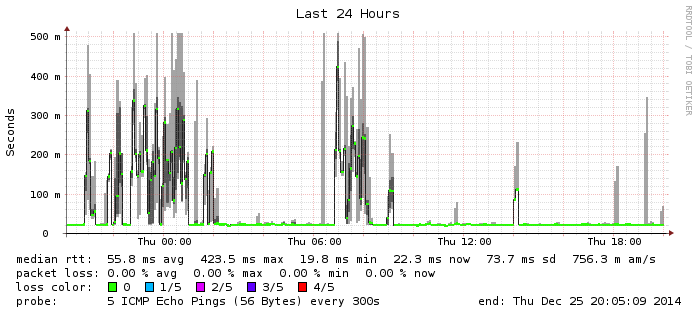 Last 24 Hours
RRDTOOL / TOBI OETIKER
Seconds
500 m
400 m
300 m
200 m
100 m
0
Thu 00:00 Thu 06:00 Thu 12:00 Thu 18:00
median rtt: 55.8 ms avg 423.5 ms max 19.8 ms min 22.3 ms now 73.7 ms sd 756.3 m am/s
packet loss: 0.00 % avg 0.00 % max 0.00 % min 0.00 % now
loss color: 0 1/5 2/5 3/5 4/5
probe: 5 ICMP Echo Pings (56 Bytes) every 300s end: Thu Dec 25 20:05:09 2014